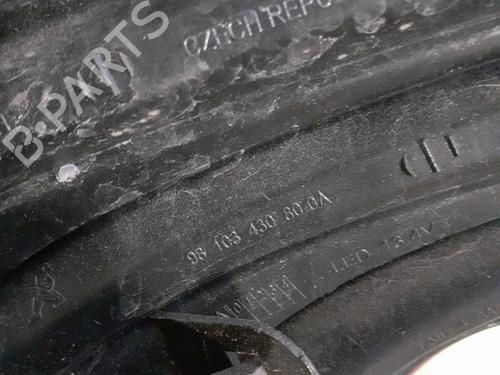 CZECH REPU
B-PARTS
98 103 430 80 0A
LED 13.4V